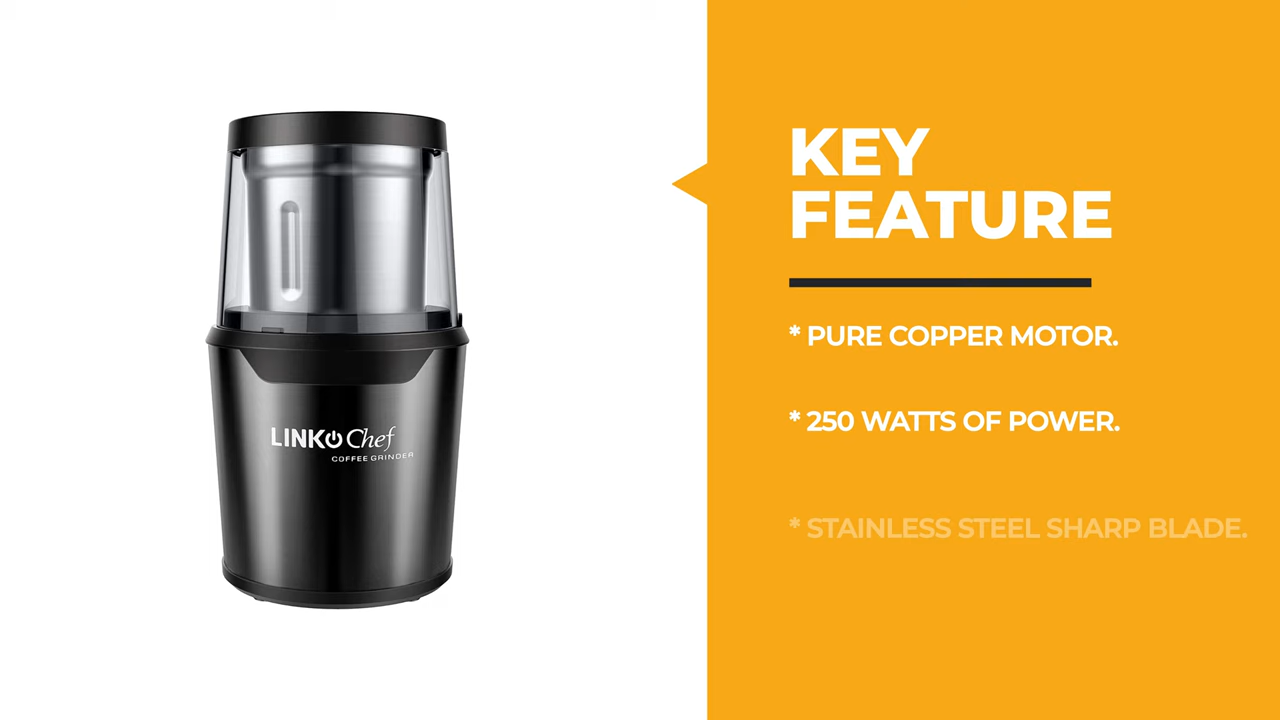 LINKO Chef
COFFEE GRINDER
KEY
FEATURE
* PURE COPPER MOTOR.
* 250 WATTS OF POWER.
* STAINLESS STEEL SHARP BLADE.